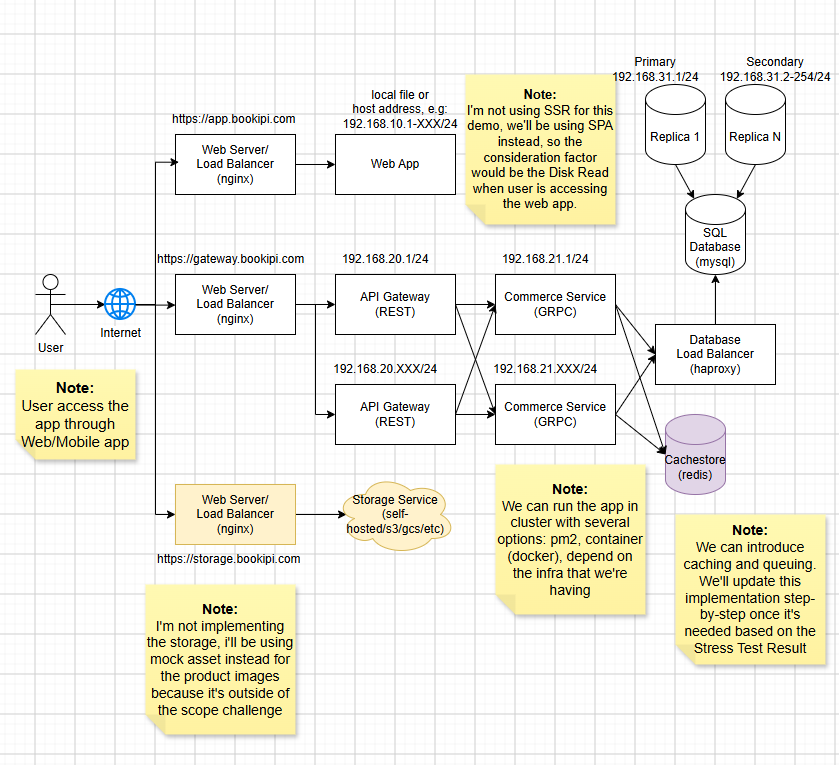 Primary
192.168.31.1/24
Secondary
192.168.31.2-254/24
Replica 1
Replica N
SQL
Database
(mysql)
local file or
host address, e.g:
192.168.10.1-XXX/24
Note:
I'm not using SSR for this
demo, we'll be using SPA
instead, so the
consideration factor
would be the Disk Read
when user is accessing
the web app.
https://app.bookipi.com
Web Server/
Load Balancer
(nginx)
Web App
https://gateway.bookipi.com
Web Server/
Load Balancer
(nginx)
192.168.20.1/24
API Gateway
(REST)
192.168.21.1/24
Commerce Service
(GRPC)
User
Internet
192.168.20.XXX/24
API Gateway
(REST)
192.168.21.XXX/24
Commerce Service
(GRPC)
Database
Load Balancer
(haproxy)
Cachestore
(redis)
Note:
User access the
app through
Web/Mobile app
Web Server/
Load Balancer
(nginx)
https://storage.bookipi.com
Storage Service
(self-
hosted/s3/gcs/etc)
Note:
We can run the app in
cluster with several
options: pm2, container
(docker), depend on
the infra that we're
having
Note:
We can introduce
caching and queuing.
We'll update this
implementation step-
by-step once it's
needed based on the
Stress Test Result
Note:
I'm not implementing
the storage, i'll be using
mock asset instead for
the product images
because it's outside of
the scope challenge